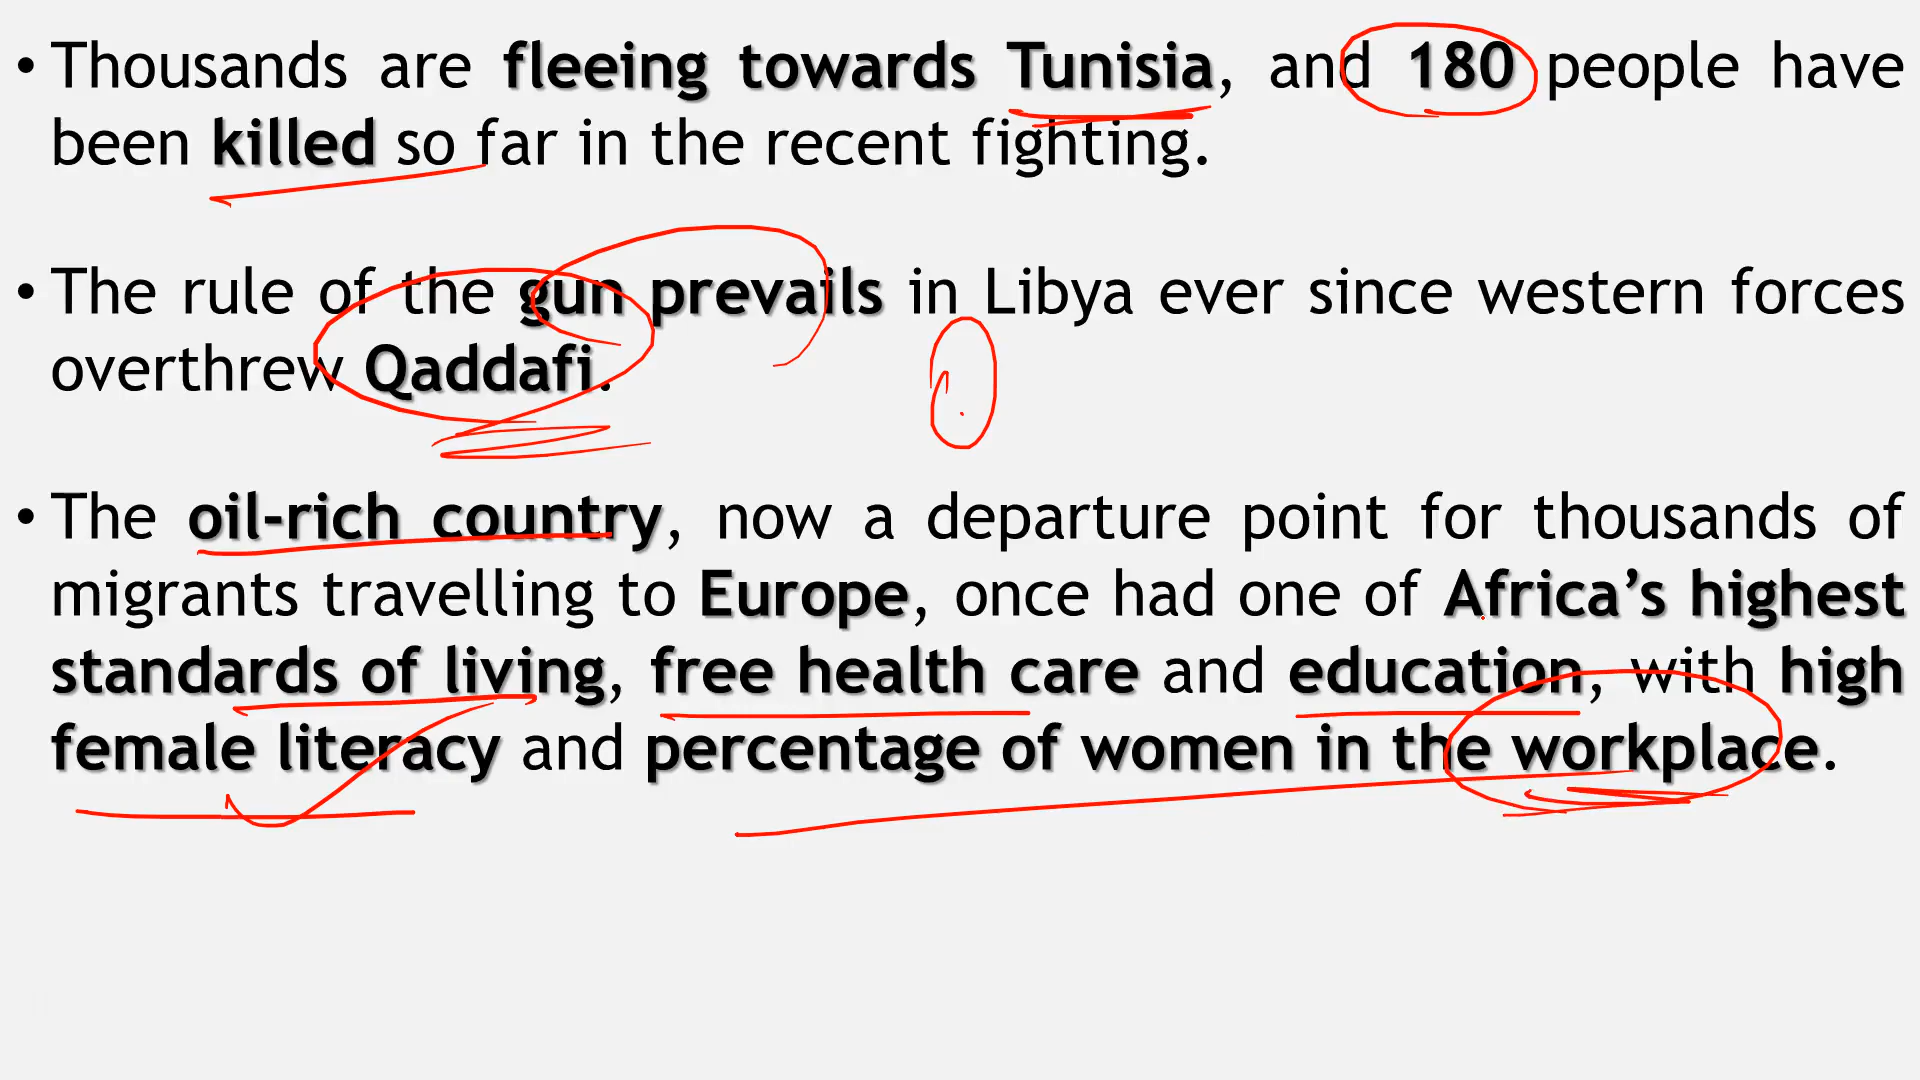 • Thousands are fleeing towards Tunisia, and 180 people have
been killed so far in the recent fighting.
• The rule of the gun prevails in Libya ever since western forces
overthrew Qaddafi.
• The oil-rich country, now a departure point for thousands of
migrants travelling to Europe, once had one of Africa’s highest
standards of living, free health care and education, with high
female literacy and percentage of women in the workplace.